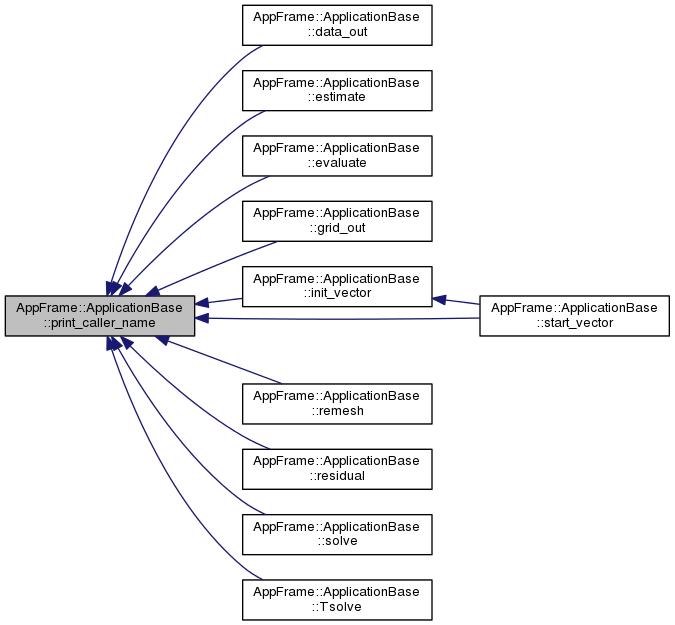 AppFrame::ApplicationBase
::data_out
AppFrame::ApplicationBase
::estimate
AppFrame::ApplicationBase
::evaluate
AppFrame::ApplicationBase
::grid_out
AppFrame::ApplicationBase
::init_vector
AppFrame::ApplicationBase
::print_caller_name
AppFrame::ApplicationBase
::start_vector
AppFrame::ApplicationBase
::remesh
AppFrame::ApplicationBase
::residual
AppFrame::ApplicationBase
::solve
AppFrame::ApplicationBase
::Tsolve